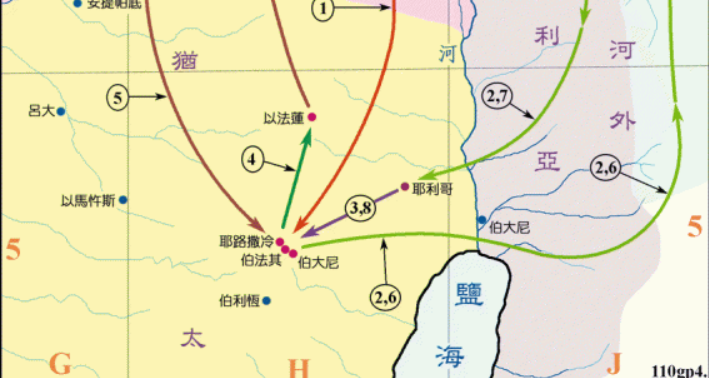 安提帕底
1
猶
河
利
河
呂大
5
以法蓮
2,7
外
4
亞
2,6
以馬忤斯
3,8
耶利哥
伯大尼
5
5
耶路撒冷
伯法其
伯大尼
2,6
伯利恆
鹽
太
海
G
H
J
110gp4.